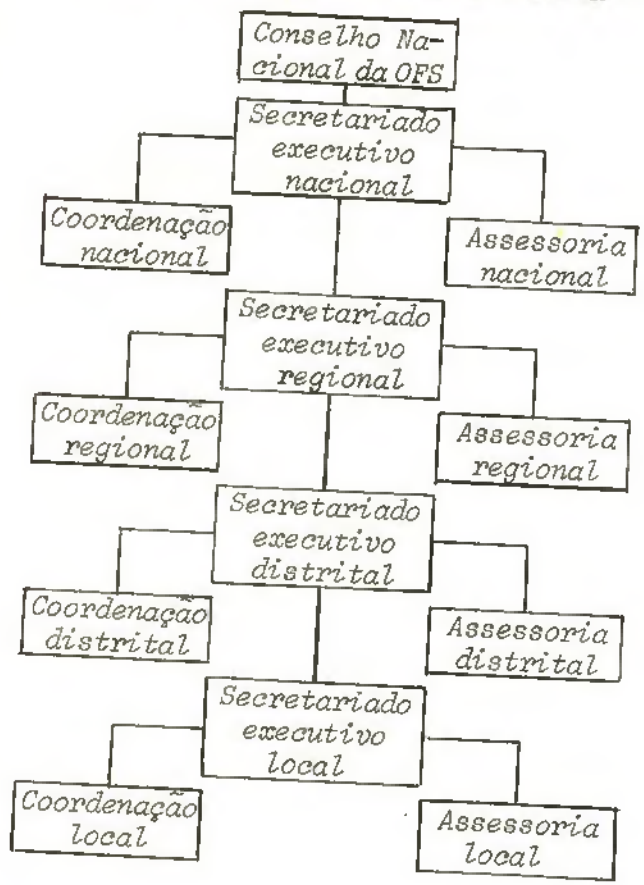 Conselho Na-
cional da OFS
Secretariado
executivo
nacional
Coordenação
nacional
Assessoria
nacional
Secretariado
executivo
regional
Coordenação
regional
Assessoria
regional
Secretariado
executivo
distrital
Coordenação
distrital
Assessoria
distrital
Secretariado
executivo
local
Coordenação
local
Assessoria
local